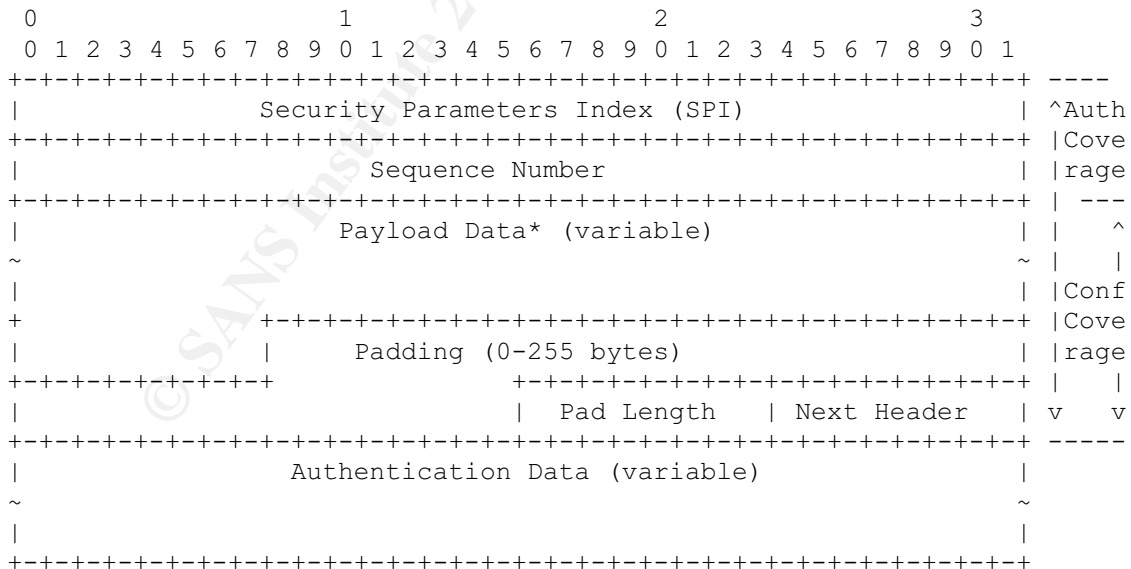 0                   1                   2                   3
 0 1 2 3 4 5 6 7 8 9 0 1 2 3 4 5 6 7 8 9 0 1 2 3 4 5 6 7 8 9 0 1
+-+-+-+-+-+-+-+-+-+-+-+-+-+-+-+-+-+-+-+-+-+-+-+-+-+-+-+-+-+-+-+-+ ----
|               Security Parameters Index (SPI)                 | ^Auth
+-+-+-+-+-+-+-+-+-+-+-+-+-+-+-+-+-+-+-+-+-+-+-+-+-+-+-+-+-+-+-+-+ |Cove
|                      Sequence Number                          | |rage
+-+-+-+-+-+-+-+-+-+-+-+-+-+-+-+-+-+-+-+-+-+-+-+-+-+-+-+-+-+-+-+-+ | ---
|                    Payload Data* (variable)                   | |   ^
~                                                               ~ |   |
|                                                               | |Conf
+               +-+-+-+-+-+-+-+-+-+-+-+-+-+-+-+-+-+-+-+-+-+-+-+-+ |Cove
|               |     Padding (0-255 bytes)                     | |rage
+-+-+-+-+-+-+-+-+               +-+-+-+-+-+-+-+-+-+-+-+-+-+-+-+-+ |   |
|                               |  Pad Length   | Next Header   | v   v
+-+-+-+-+-+-+-+-+-+-+-+-+-+-+-+-+-+-+-+-+-+-+-+-+-+-+-+-+-+-+-+-+ -----
|                 Authentication Data (variable)                |
~                                                               ~
|                                                               |
+-+-+-+-+-+-+-+-+-+-+-+-+-+-+-+-+-+-+-+-+-+-+-+-+-+-+-+-+-+-+-+-+
© SANS Institute 2